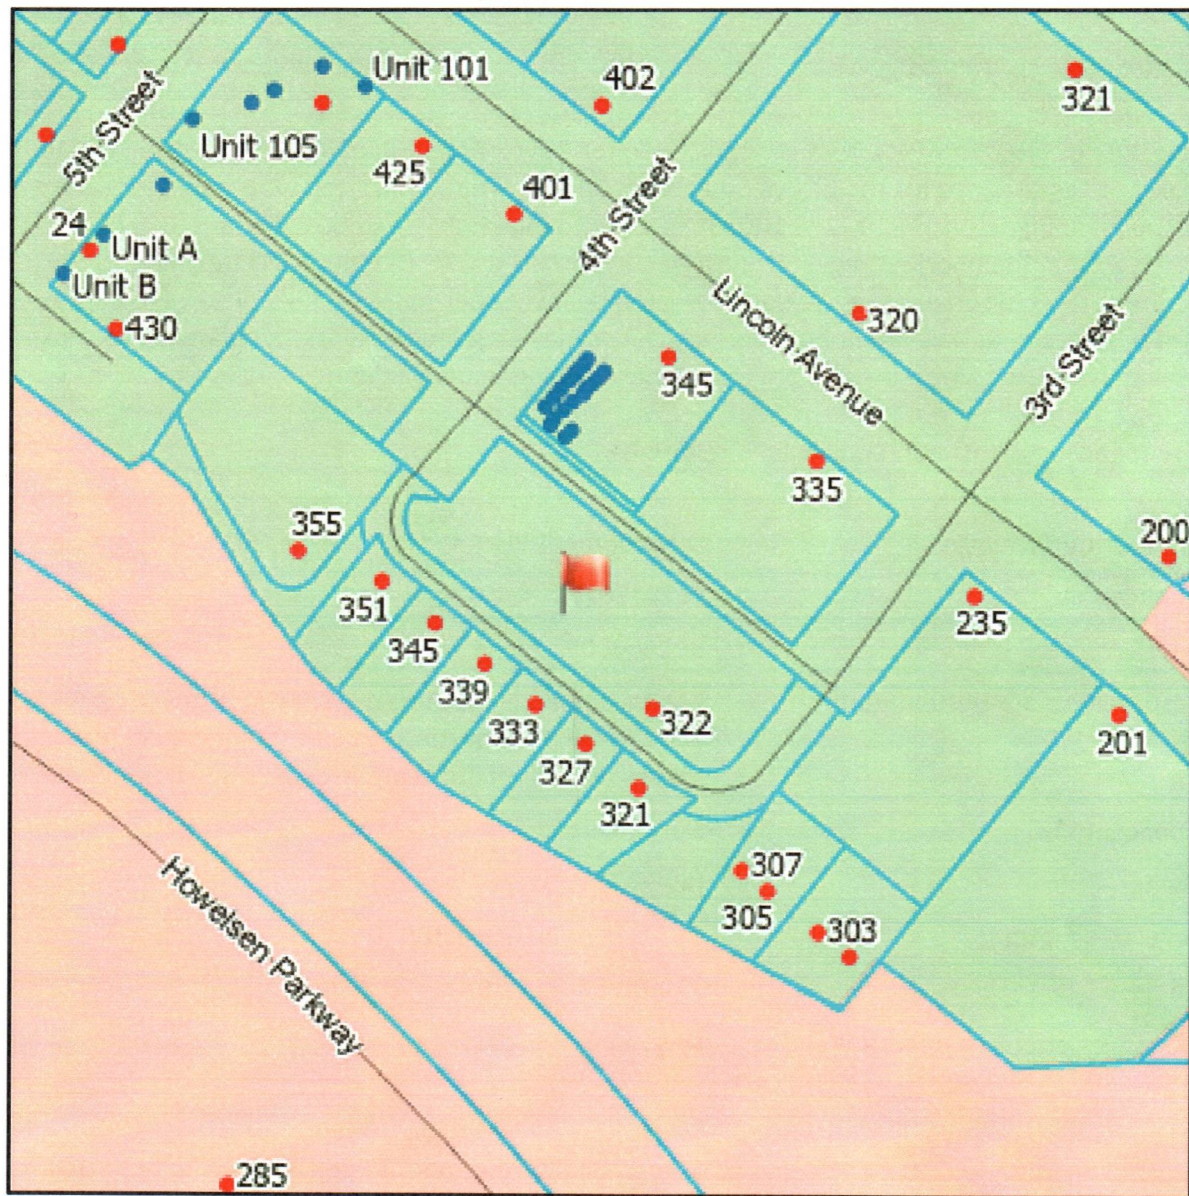 Unit 101
402
321
5th Street
Unit 105
425
401
4th Street
24
Unit A
Unit B
430
Lincoln Avenue
320
3rd Street
345
335
355
200
351
235
345
339
333
322
201
327
321
307
305
303
Howelsen Parkway
285